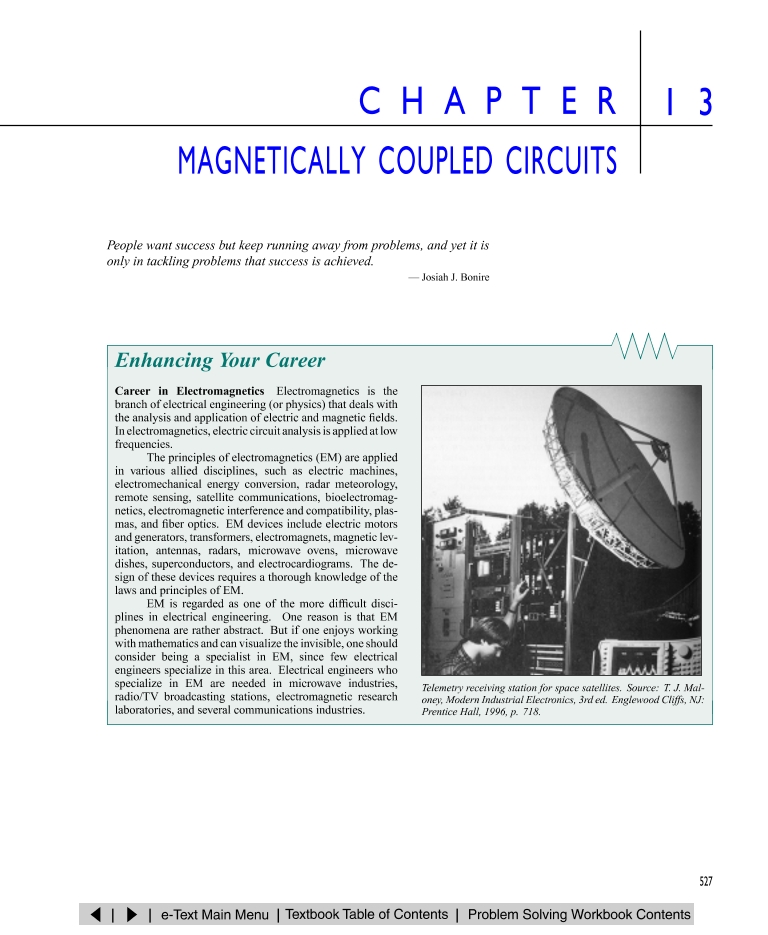 CHAPTER 13
MAGNETICALLY COUPLED CIRCUITS
People want success but keep running away from problems, and yet it is
only in tackling problems that success is achieved.
— Josiah J. Bonire
Enhancing Your Career
Career in Electromagnetics Electromagnetics is the
branch of electrical engineering (or physics) that deals with
the analysis and application of electric and magnetic fields.
In electromagnetics, electric circuit analysis is applied at low
frequencies.
The principles of electromagnetics (EM) are applied
in various allied disciplines, such as electric machines,
electromechanical energy conversion, radar meteorology,
remote sensing, satellite communications, bioelectromag-
netics, electromagnetic interference and compatibility, plas-
mas, and fiber optics. EM devices include electric motors
and generators, transformers, electromagnets, magnetic lev-
itation, antennas, radars, microwave ovens, microwave
dishes, superconductors, and electrocardiograms. The de-
sign of these devices requires a thorough knowledge of the
laws and principles of EM.
EM is regarded as one of the more difficult disci-
plines in electrical engineering. One reason is that EM
phenomena are rather abstract. But if one enjoys working
with mathematics and can visualize the invisible, one should
consider being a specialist in EM, since few electrical
engineers specialize in this area. Electrical engineers who
specialize in EM are needed in microwave industries,
radio/TV broadcasting stations, electromagnetic research
laboratories, and several communications industries.
Telemetry receiving station for space satellites. Source: T. J. Mal-
oney, Modern Industrial Electronics, 3rd ed. Englewood Cliffs, NJ:
Prentice Hall, 1996, p. 718.
527
| | e-Text Main Menu | Textbook Table of Contents | Problem Solving Workbook Contents